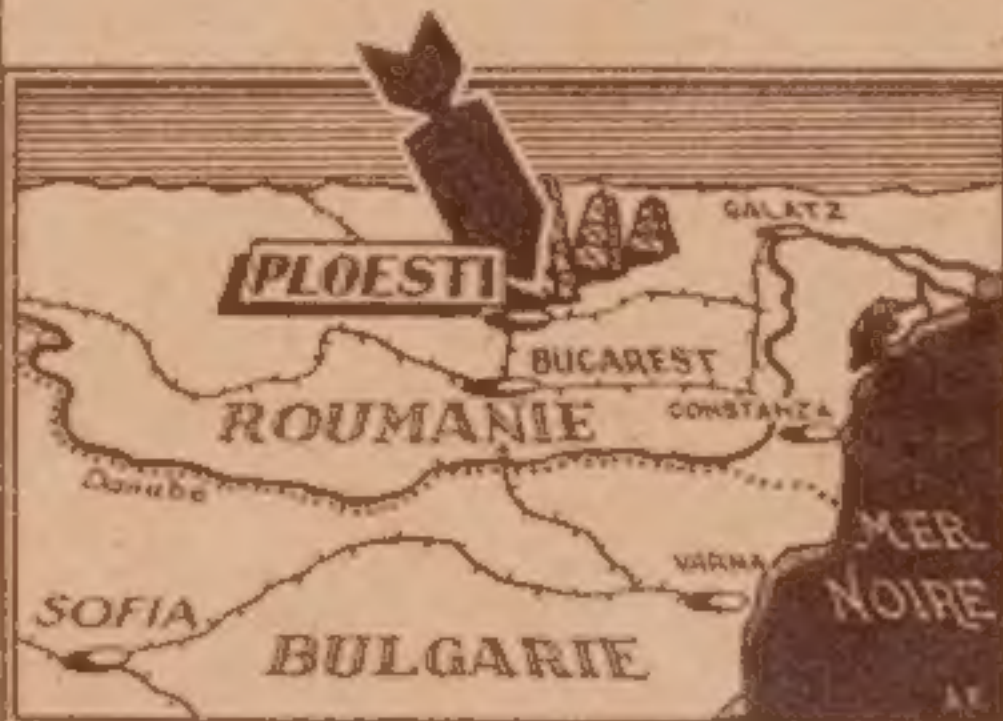 GALATZ
PLOESTI
BUCAREST
ROUMANIE
CONSTANZA
Danube
MER
NOIRE
VARNA
SOFIA
BULGARIE